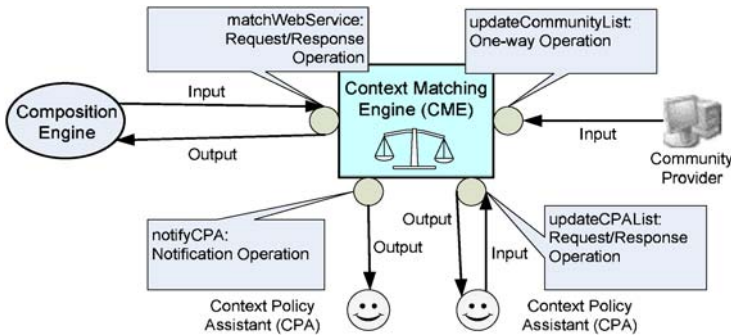 matchWebService:
Request/Response
Operation
updateCommunityList:
One-way Operation
Context Matching
Engine (CME)
Composition
Engine
Input
Output
Input
Community
Provider
notifyCPA:
Notification Operation
Output
Output
Input
updateCPAList:
Request/Response
Operation
Context Policy
Assistant (CPA)
Context Policy
Assistant (CPA)